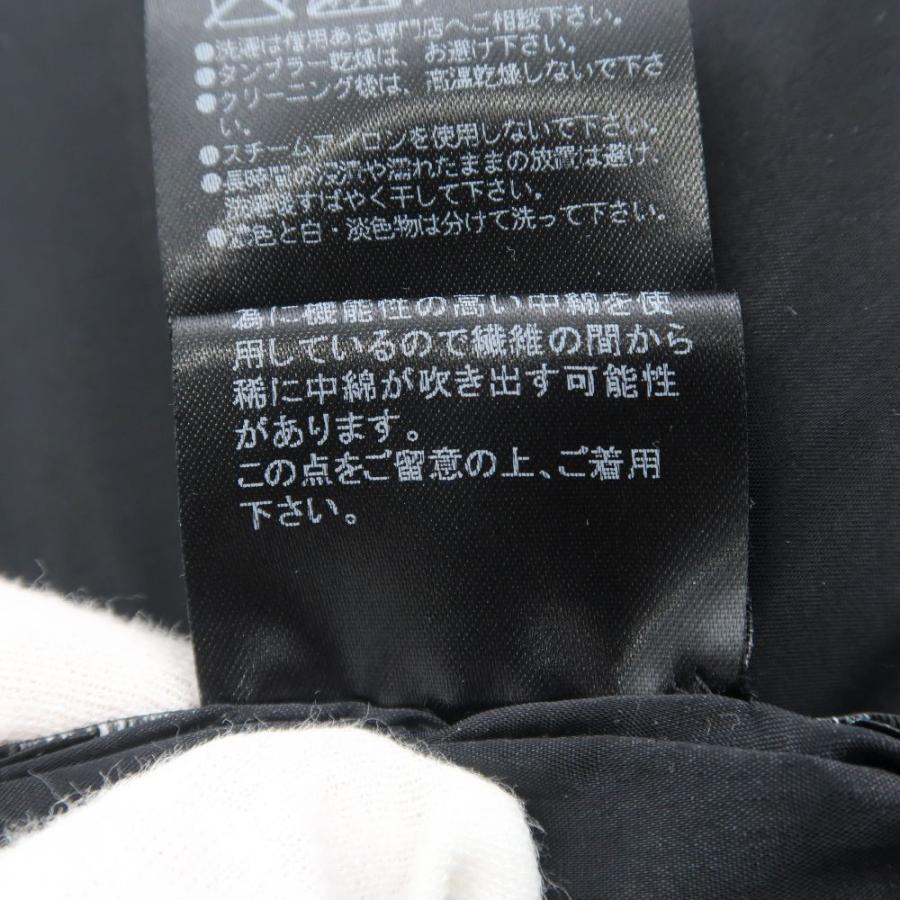 ●洗濯は信用ある専門店へご相談下さい。
●タンブラー乾燥は、お避け下さい。
●クリーニング後は、高温乾燥しないで下さ
い。
●スチームアイロンを使用しないで下さい。
●長時間の浸漬や濡れたままの放置は避け、
洗濯後すばやく干して下さい。
●濃色と白・淡色物は分けて洗って下さい。
為に機能性の高い中綿を使
用しているので繊維の間から
稀に中綿が吹き出す可能性
があります。
この点をご留意の上、ご着用
下さい。